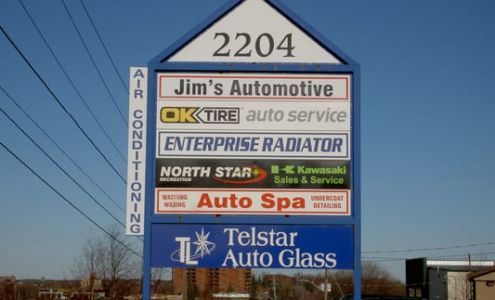 2204
AIR CONDITIONING
Jim's Automotive
OK TIRE auto service
ENTERPRISE RADIATOR
NORTH STAR
RECREATION
Kawasaki
Sales & Service
WASHING
WAXING
Auto Spa
UNDERCOAT
DETAILING
TL
Telstar
Auto Glass